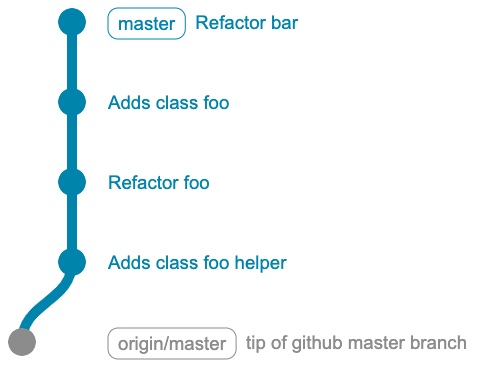 master Refactor bar
Adds class foo
Refactor foo
Adds class foo helper
origin/master tip of github master branch